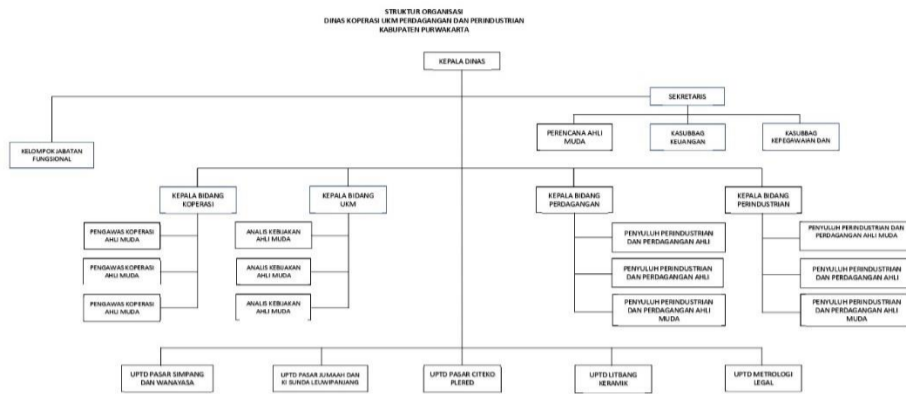 STRUKTUR ORGANISASI
DINAS KOPERASI UKM PERDAGANGAN DAN PERINDUSTRIAN
KABUPATEN PURWAKARTA
KEPALA DINAS
SEKRETARIS
KELOMPOK JABATAN
FUNGSIONAL
PERENCANA AHLI
MUDA
KASUBBAG
KEUANGAN
KASUBBAG
KEPEGAWAIAN DAN
KEPALA BIDANG
KOPERASI
KEPALA BIDANG
UKM
KEPALA BIDANG
PERDAGANGAN
KEPALA BIDANG
PERINDUSTRIAN
PENGAWAS KOPERASI
AHLI MUDA
PENGAWAS KOPERASI
AHLI MUDA
PENGAWAS KOPERASI
AHLI MUDA
ANALIS KEBIJAKAN
AHLI MUDA
ANALIS KEBIJAKAN
AHLI MUDA
ANALIS KEBIJAKAN
AHLI MUDA
PENYULUH PERINDUSTRIAN
DAN PERDAGANGAN AHLI
PENYULUH PERINDUSTRIAN
DAN PERDAGANGAN AHLI
PENYULUH PERINDUSTRIAN
DAN PERDAGANGAN AHLI
MUDA
PENYULUH PERINDUSTRIAN DAN
PERDAGANGAN AHLI MUDA
PENYULUH PERINDUSTRIAN
DAN PERDAGANGAN AHLI
PENYULUH PERINDUSTRIAN
DAN PERDAGANGAN AHLI
MUDA
UPTD PASAR SIMPANG
DAN WANAYASA
UPTD PASAR JUMAAH DAN
KI SUNDA LEUWIPANJANG
UPTD PASAR CITEKO
PLERED
UPTD LITBANG
KERAMIK
UPTD METROLOGI
LEGAL